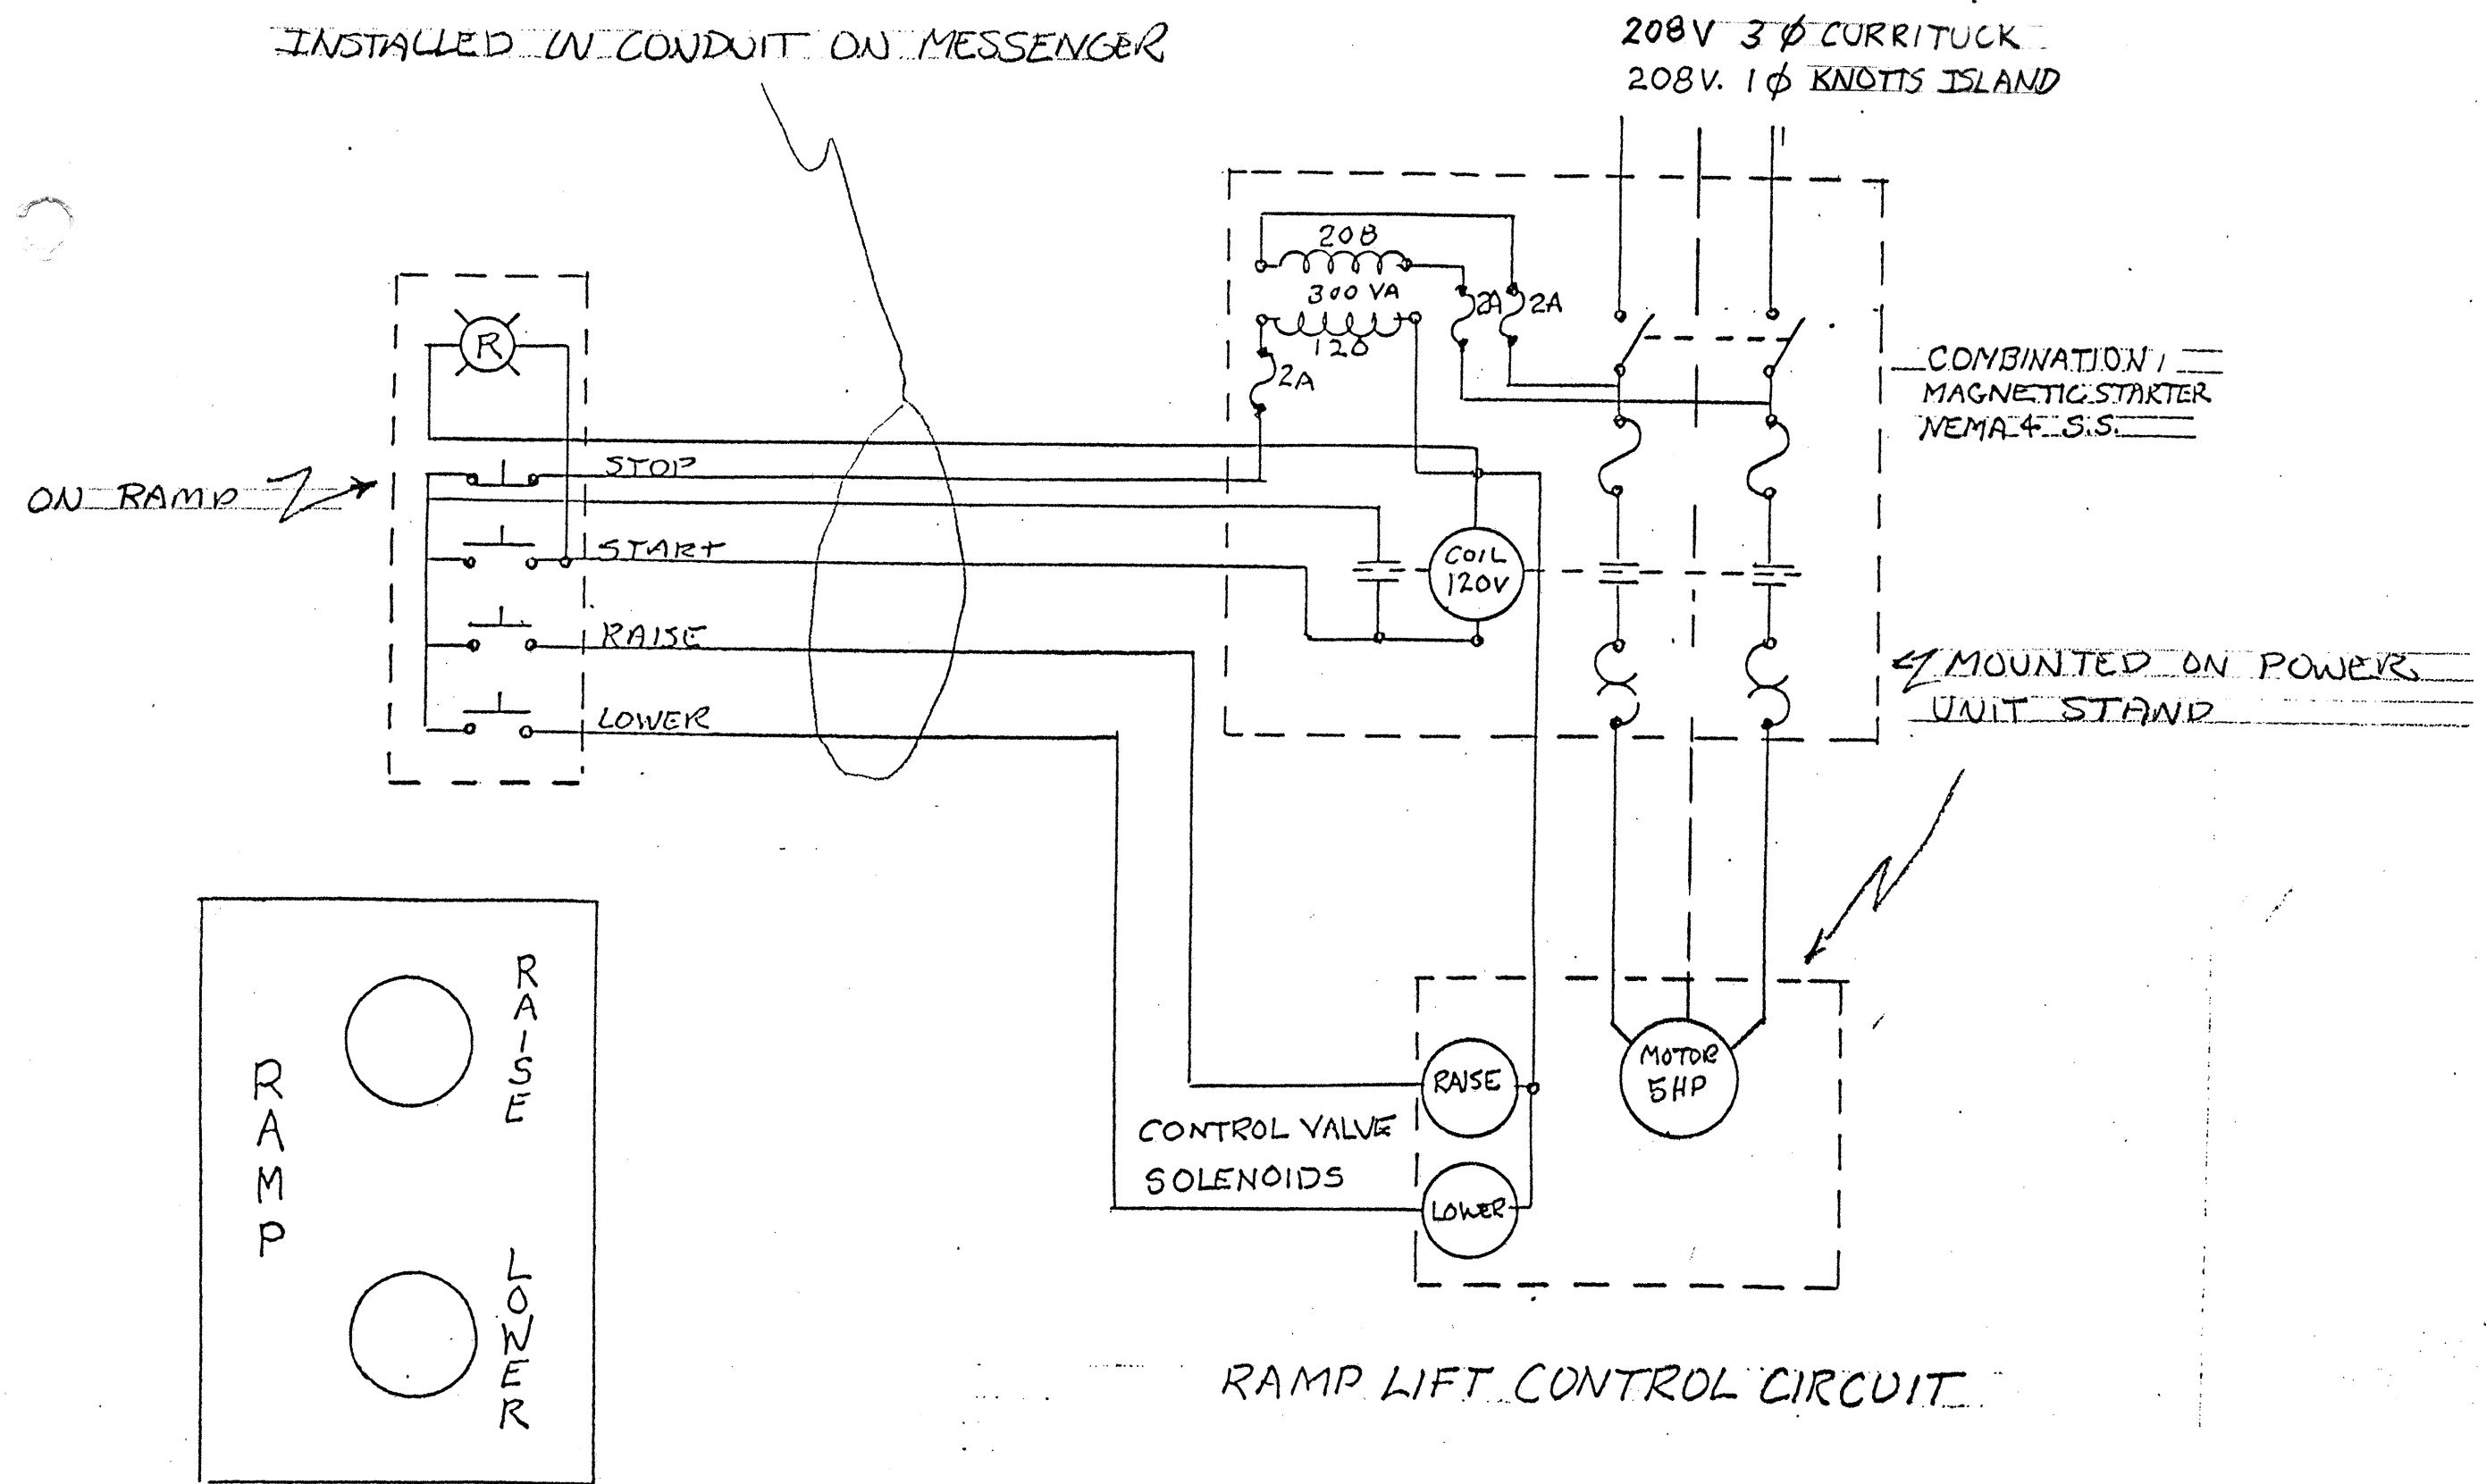 INSTALLED IN CONDUIT ON MESSENGER
208V 3 Ø CURRITUCK
208V. 1 Ø KNOTTS ISLAND
208
300 VA
120
2A
2A
2A
R
COMBINATION
MAGNETIC STARTER
NEMA 4 S.S.
ON RAMP
STOP
START
RAISE
LOWER
COIL
120V
MOUNTED ON POWER
UNIT STAND
MOTOR
5HP
RAISE
CONTROL VALVE
SOLENOIDS
LOWER
RAMP
RAISE
LOWER
RAMP LIFT CONTROL CIRCUIT